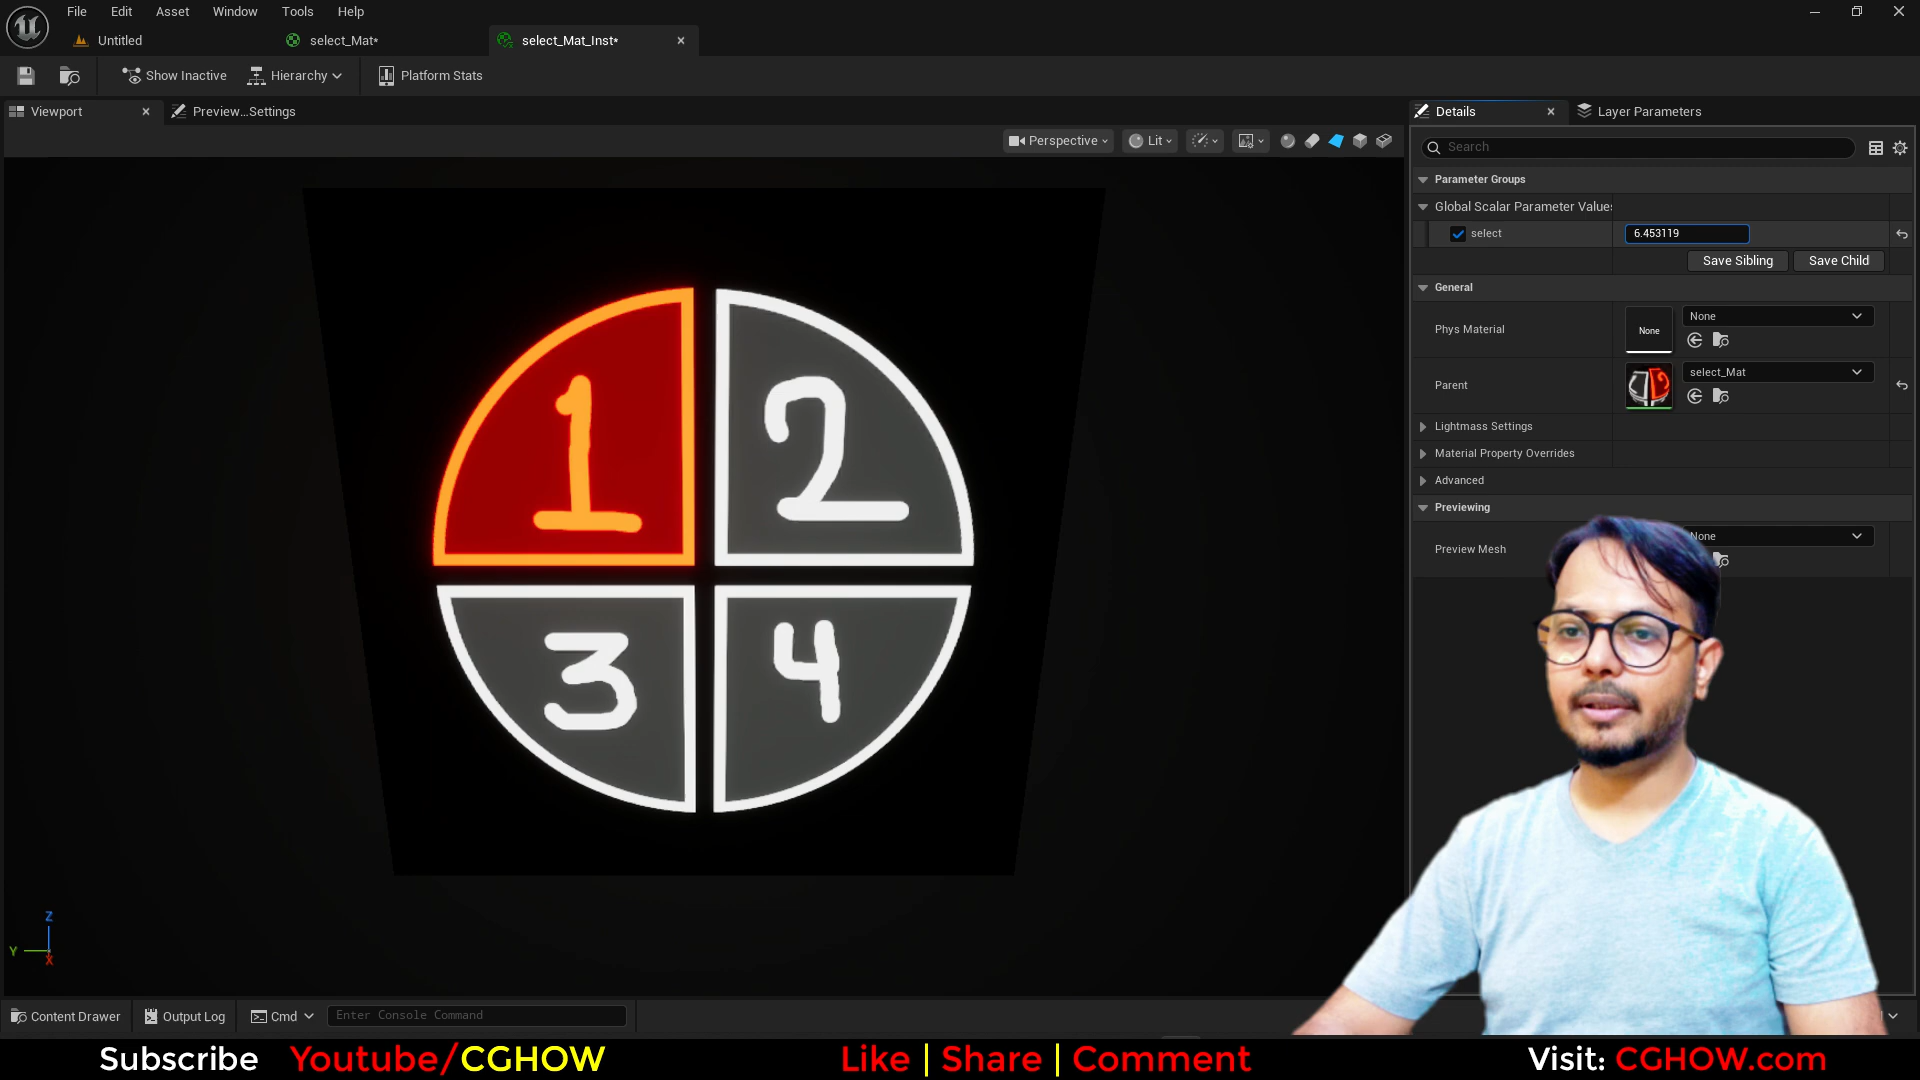 File Edit Asset Window Tools Help
Untitled select_Mat* select_Mat_Inst*
Show Inactive Hierarchy Platform Stats
Viewport Preview...Settings Details Layer Parameters
Perspective Lit
Search
Parameter Groups
Global Scalar Parameter Values
select 6.453119
Save Sibling Save Child
General
Phys Material None None
Parent select_Mat
Lightmass Settings
Material Property Overrides
Advanced
Previewing
Preview Mesh None
1 2
3 4
Z
Y
X
Content Drawer Output Log Cmd Enter Console Command
Subscribe Youtube/CGHOW Like | Share | Comment Visit: CGHOW.com